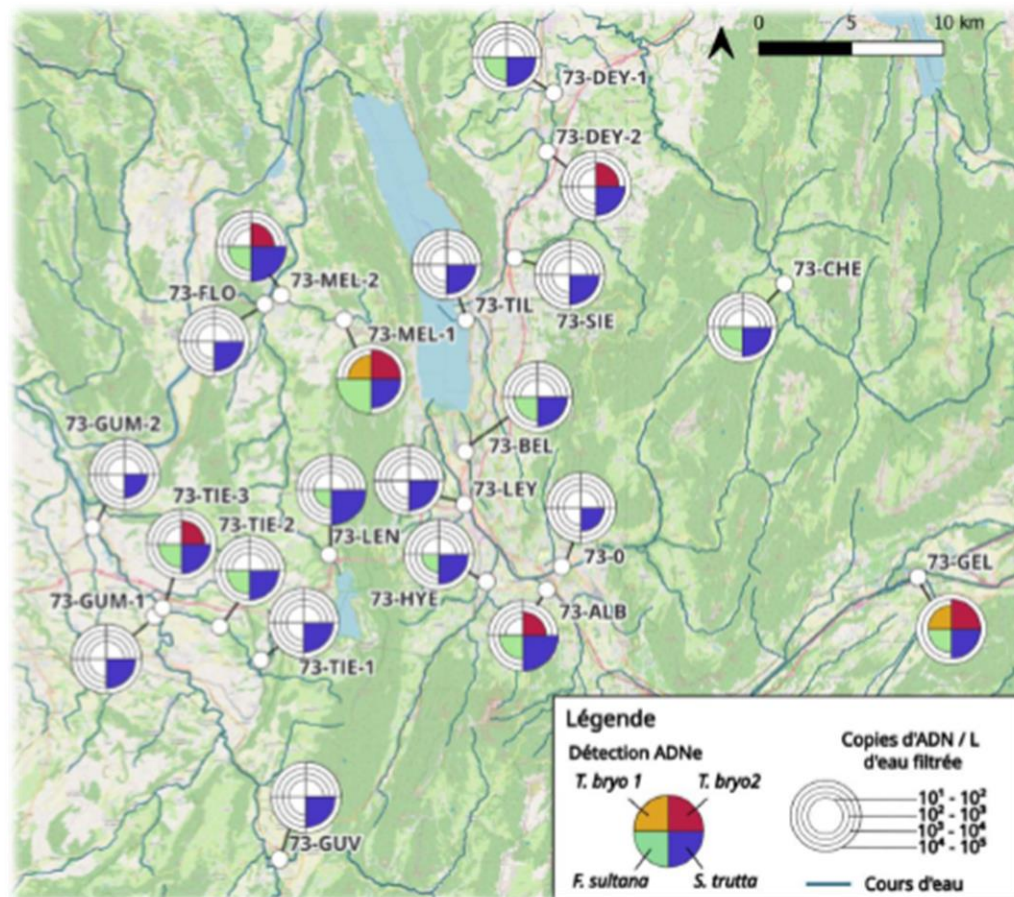 0 5 10 km
73-DEY-1
73-DEY-2
73-CHE
73-MEL-2
73-FLO
73-TIL
73-SIE
73-MEL-1
73-GUM-2
73-BEL
73-TIE-3
73-LEY
73-TIE-2
73-LEN
73-0
73-GEL
73-GUM-1
73-HYE
73-ALB
73-TIE-1
73-GUV
Légende
Détection ADNe
T. bryo 1 T. bryo2
F. sultana S. trutta
Copies d'ADN / L
d'eau filtrée
10¹ - 10²
10² - 10³
10³ - 10⁴
10⁴ - 10⁵
Cours d'eau